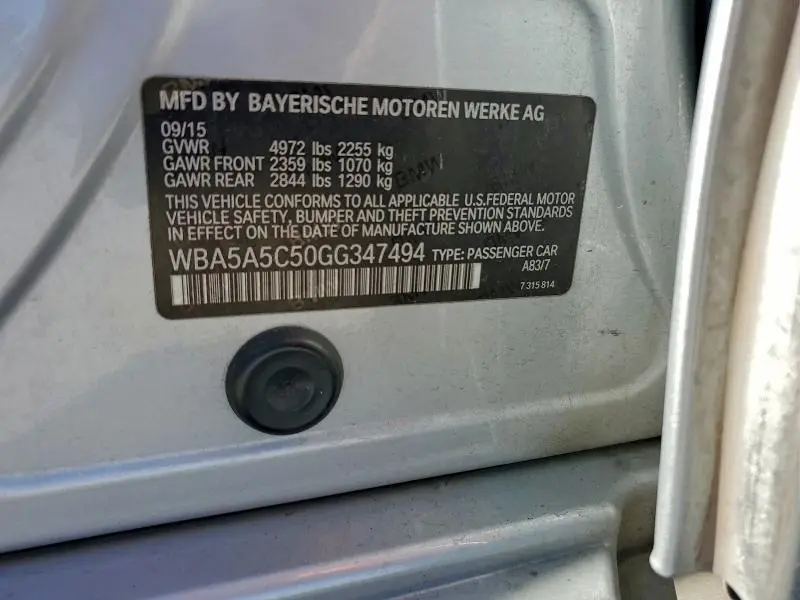 MFD BY BAYERISCHE MOTOREN WERKE AG
09/15
GVWR 4972 lbs 2255 kg
GAWR FRONT 2359 lbs 1070 kg
GAWR REAR 2844 lbs 1290 kg
THIS VEHICLE CONFORMS TO ALL APPLICABLE U.S.FEDERAL MOTOR
VEHICLE SAFETY, BUMPER AND THEFT PREVENTION STANDARDS
IN EFFECT ON THE DATE OF MANUFACTURE SHOWN ABOVE.
WBA5A5C50GG347494 TYPE: PASSENGER CAR
A83/7
7 315 814